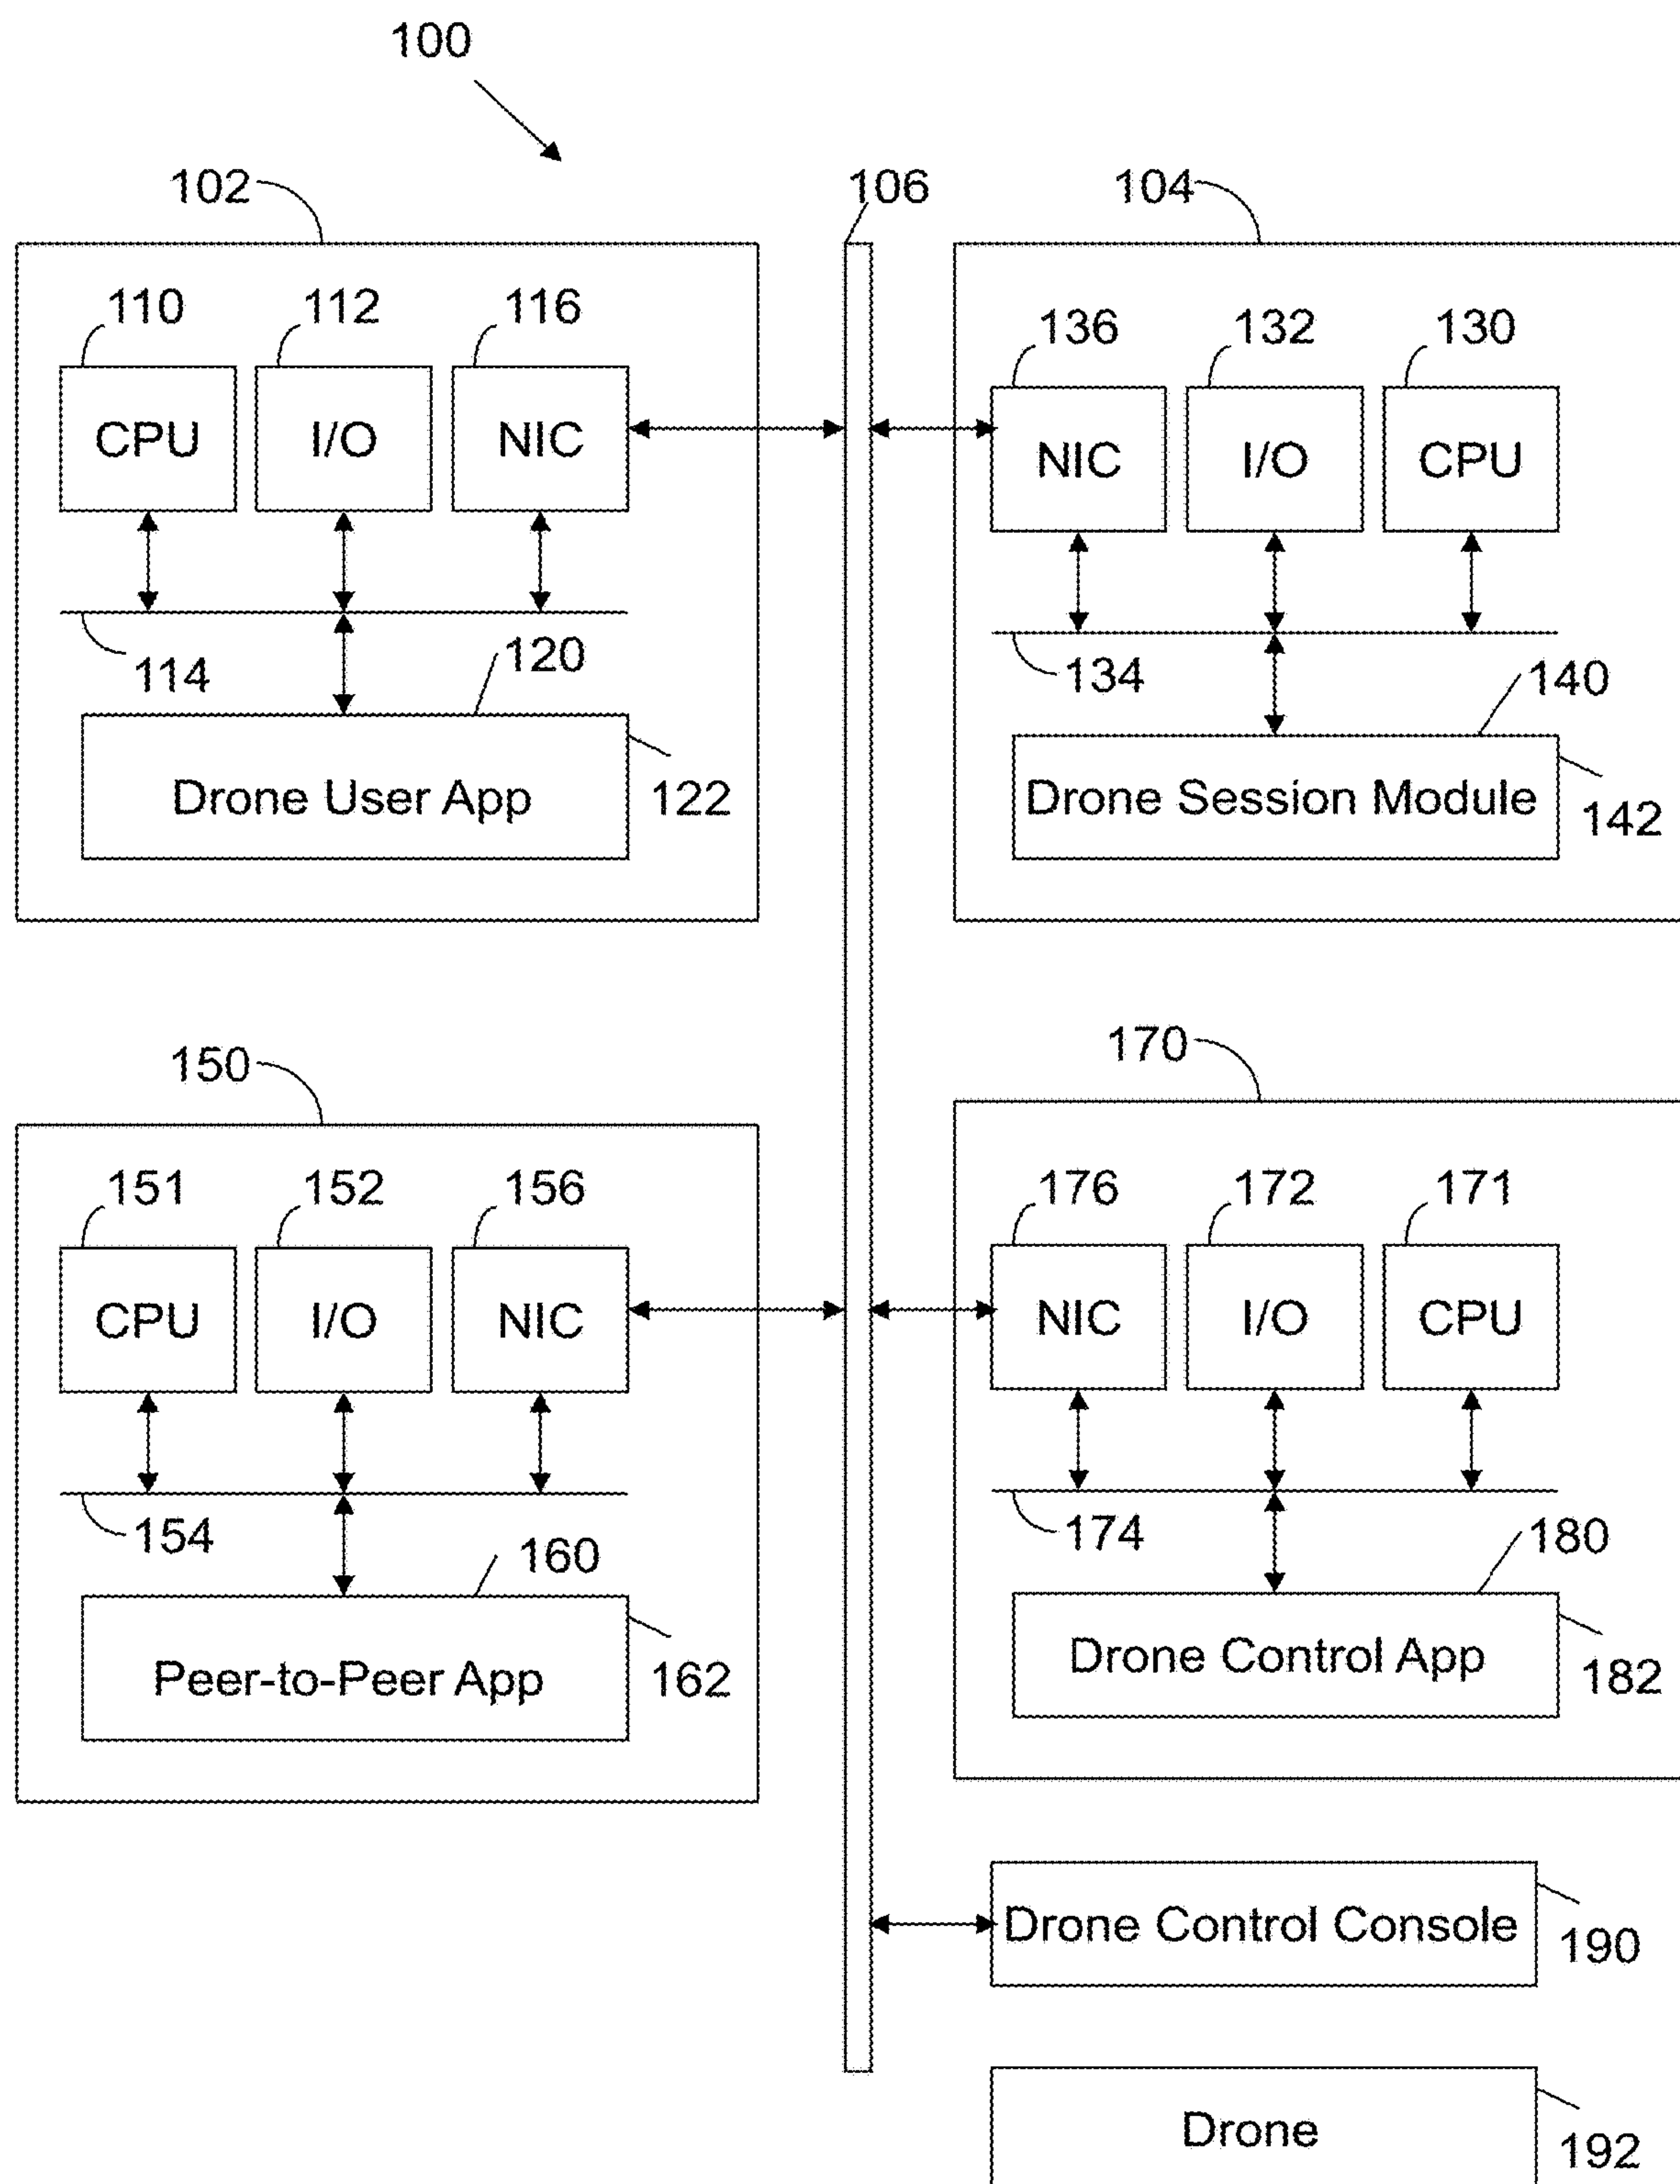 100
102
106
104
110
112
116
136
132
130
CPU
I/O
NIC
NIC
I/O
CPU
114
120
134
140
Drone User App
122
Drone Session Module
142
150
170
151
152
156
176
172
171
CPU
I/O
NIC
NIC
I/O
CPU
154
160
174
180
Peer-to-Peer App
162
Drone Control App
182
Drone Control Console
190
Drone
192